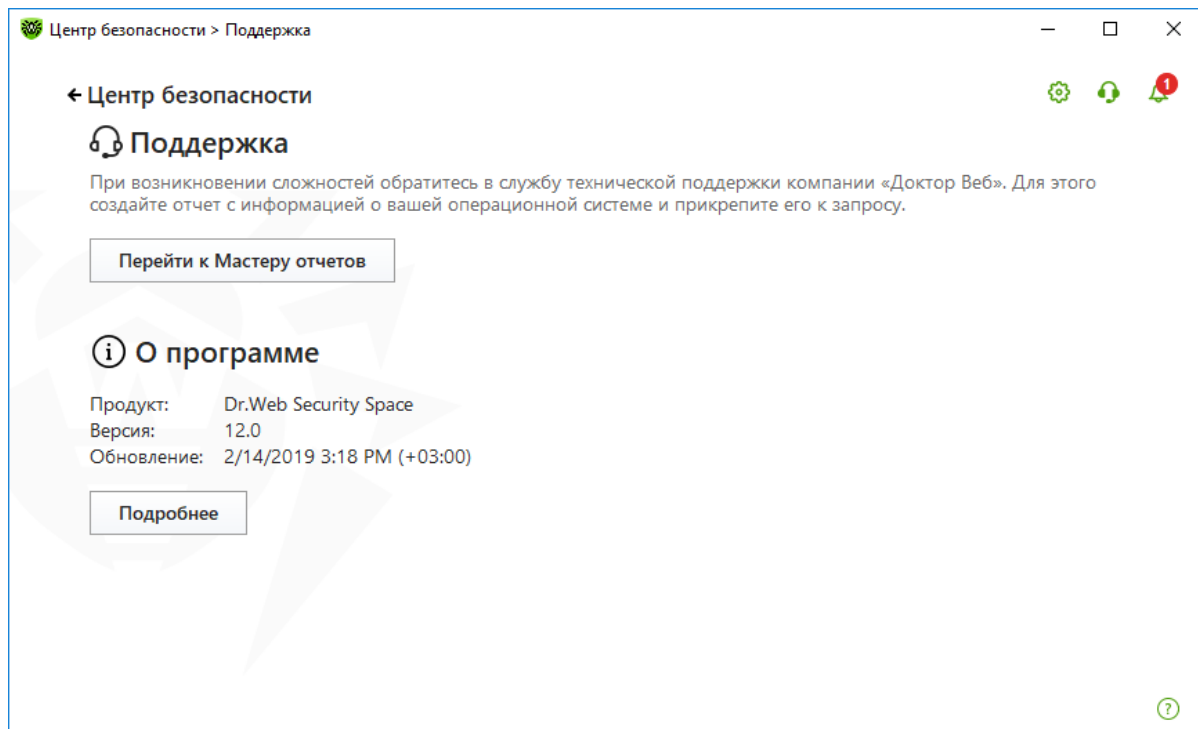 Центр безопасности > Поддержка
Центр безопасности
1
Поддержка
При возникновении сложностей обратитесь в службу технической поддержки компании «Доктор Веб». Для этого
создайте отчет с информацией о вашей операционной системе и прикрепите его к запросу.
Перейти к Мастеру отчетов
О программе
Продукт: Dr.Web Security Space
Версия: 12.0
Обновление: 2/14/2019 3:18 PM (+03:00)
Подробнее
?